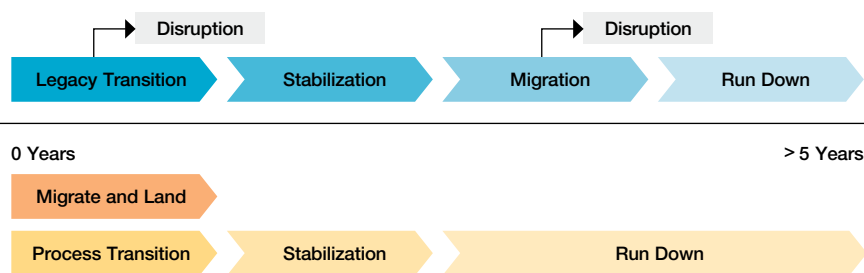 Disruption
Disruption
Legacy Transition
Stabilization
Migration
Run Down
0 Years
> 5 Years
Migrate and Land
Process Transition
Stabilization
Run Down